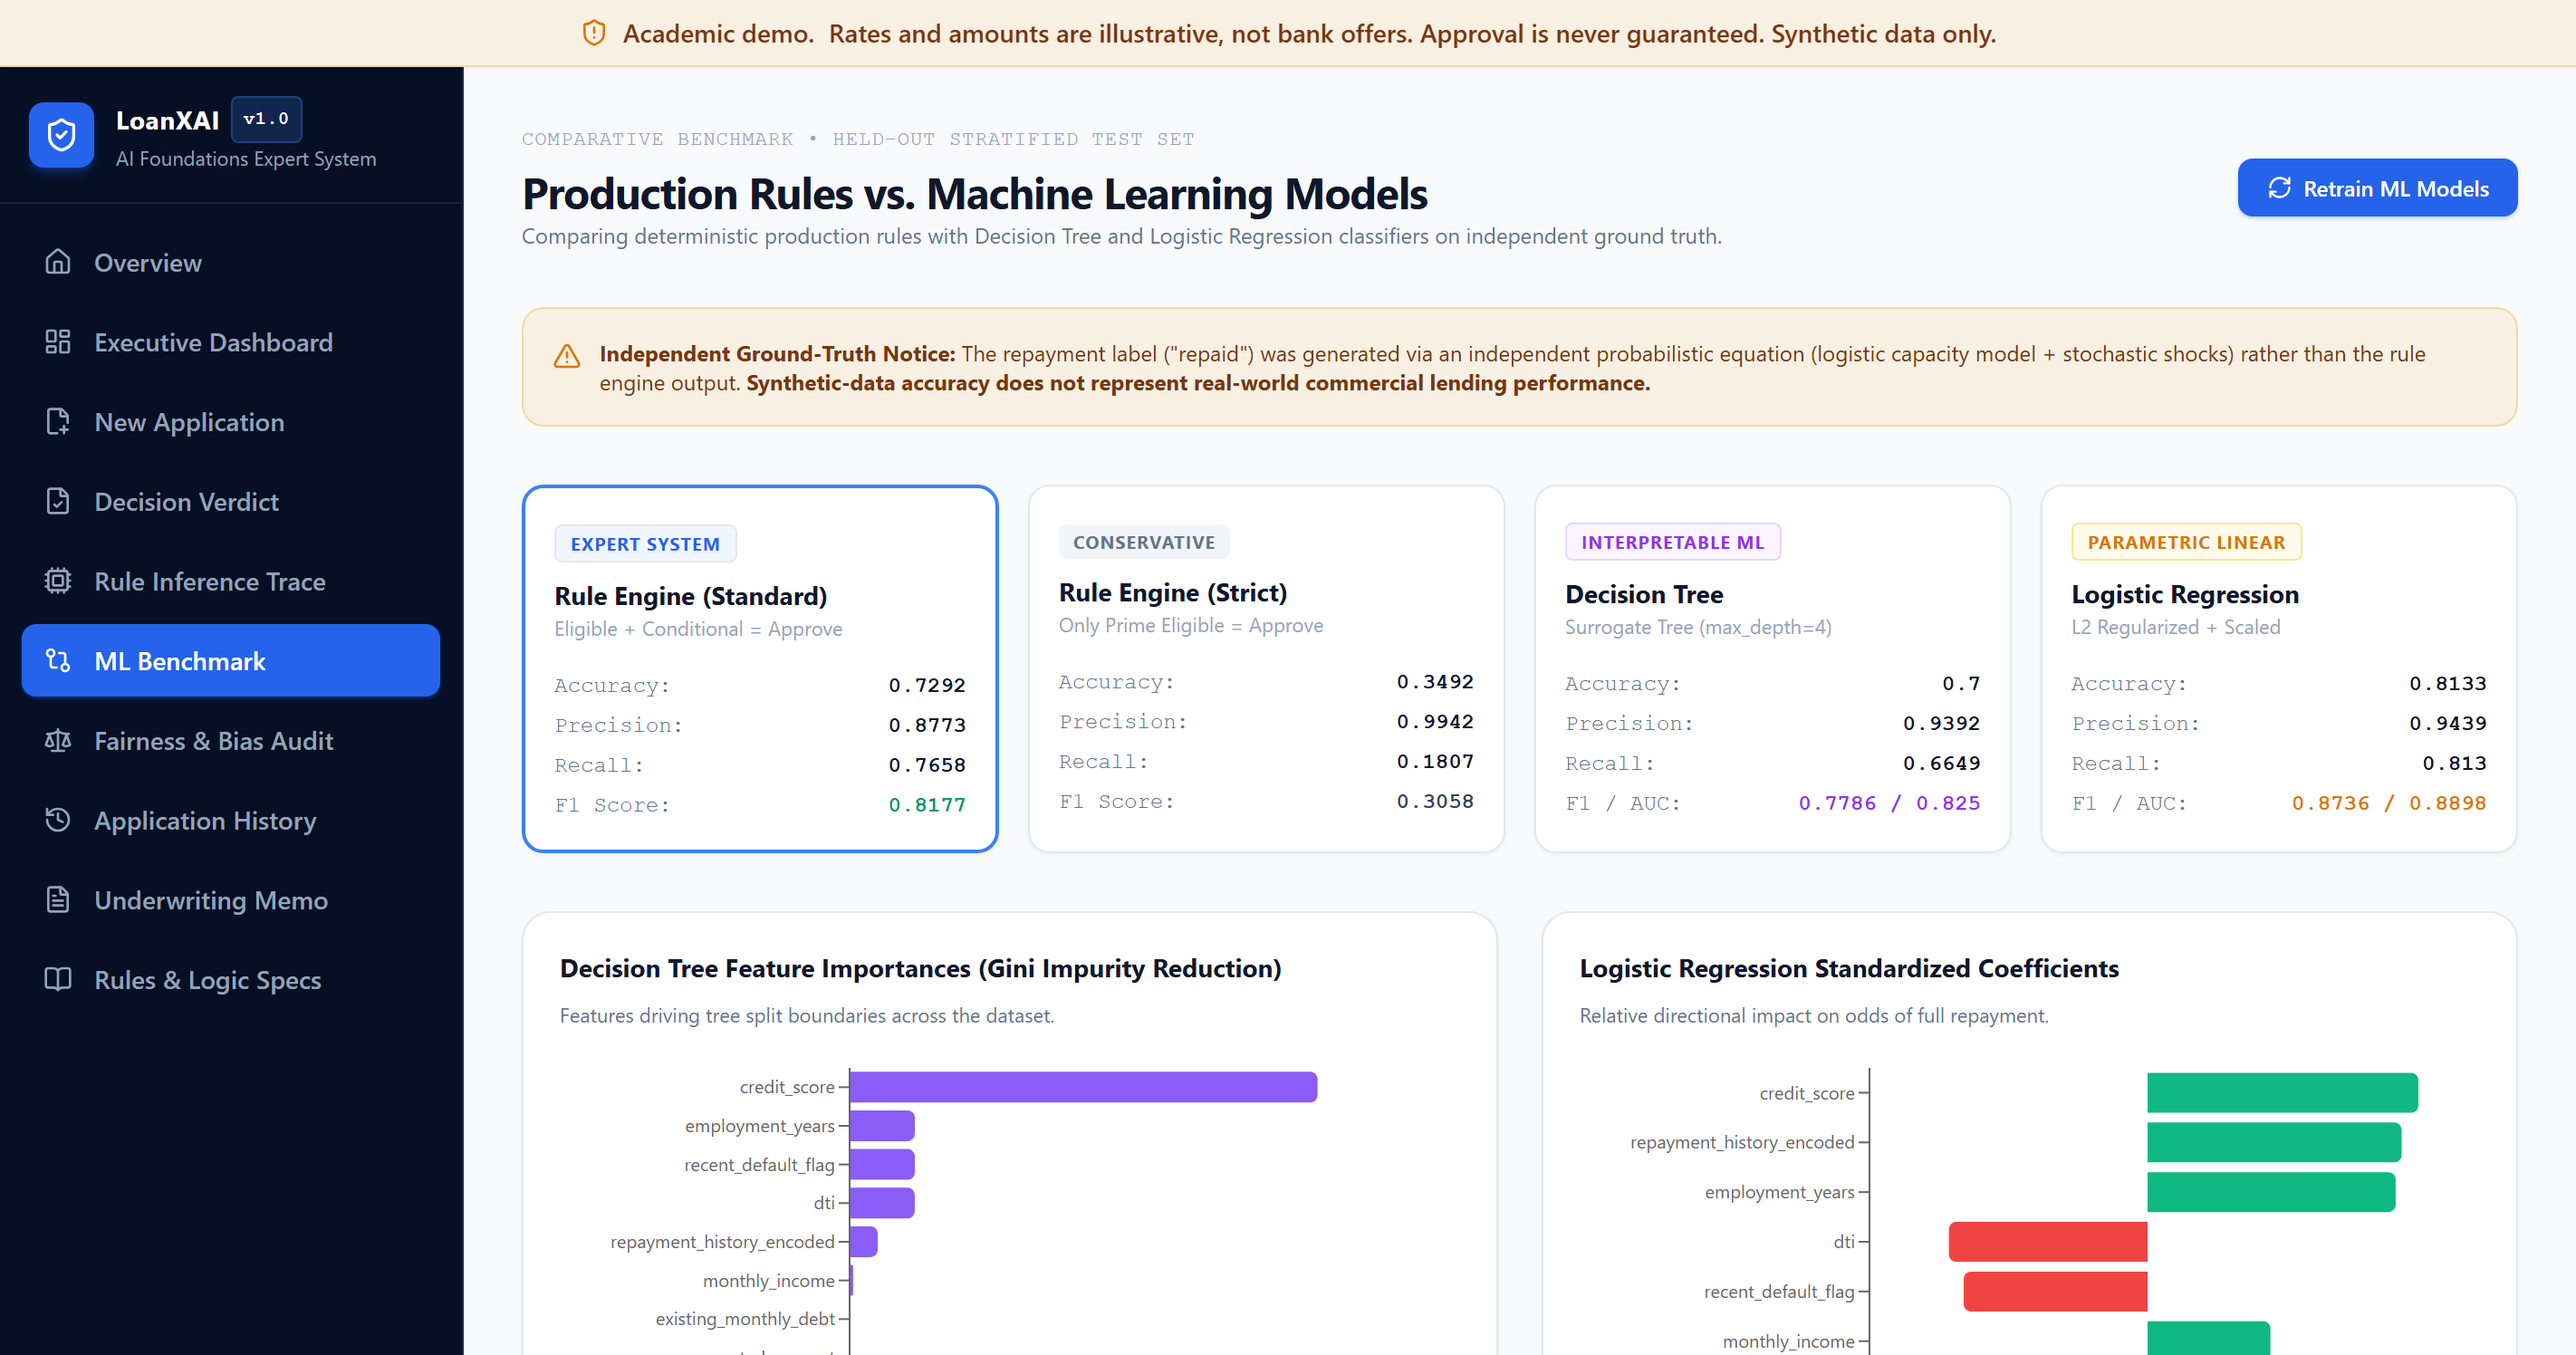 Academic demo. Rates and amounts are illustrative, not bank offers. Approval is never guaranteed. Synthetic data only.
LoanXAI
v1.0
AI Foundations Expert System
Overview
Executive Dashboard
New Application
Decision Verdict
Rule Inference Trace
ML Benchmark
Fairness & Bias Audit
Application History
Underwriting Memo
Rules & Logic Specs
COMPARATIVE BENCHMARK • HELD-OUT STRATIFIED TEST SET
Production Rules vs. Machine Learning Models
Comparing deterministic production rules with Decision Tree and Logistic Regression classifiers on independent ground truth.
Retrain ML Models
Independent Ground-Truth Notice: The repayment label ("repaid") was generated via an independent probabilistic equation (logistic capacity model + stochastic shocks) rather than the rule
engine output. Synthetic-data accuracy does not represent real-world commercial lending performance.
EXPERT SYSTEM
Rule Engine (Standard)
Eligible + Conditional = Approve
Accuracy: 0.7292
Precision: 0.8773
Recall: 0.7658
F1 Score: 0.8177
CONSERVATIVE
Rule Engine (Strict)
Only Prime Eligible = Approve
Accuracy: 0.3492
Precision: 0.9942
Recall: 0.1807
F1 Score: 0.3058
INTERPRETABLE ML
Decision Tree
Surrogate Tree (max_depth=4)
Accuracy: 0.7
Precision: 0.9392
Recall: 0.6649
F1 / AUC: 0.7786 / 0.825
PARAMETRIC LINEAR
Logistic Regression
L2 Regularized + Scaled
Accuracy: 0.8133
Precision: 0.9439
Recall: 0.813
F1 / AUC: 0.8736 / 0.8898
Decision Tree Feature Importances (Gini Impurity Reduction)
Features driving tree split boundaries across the dataset.
credit_score
employment_years
recent_default_flag
dti
repayment_history_encoded
monthly_income
existing_monthly_debt
Logistic Regression Standardized Coefficients
Relative directional impact on odds of full repayment.
credit_score
repayment_history_encoded
employment_years
dti
recent_default_flag
monthly_income